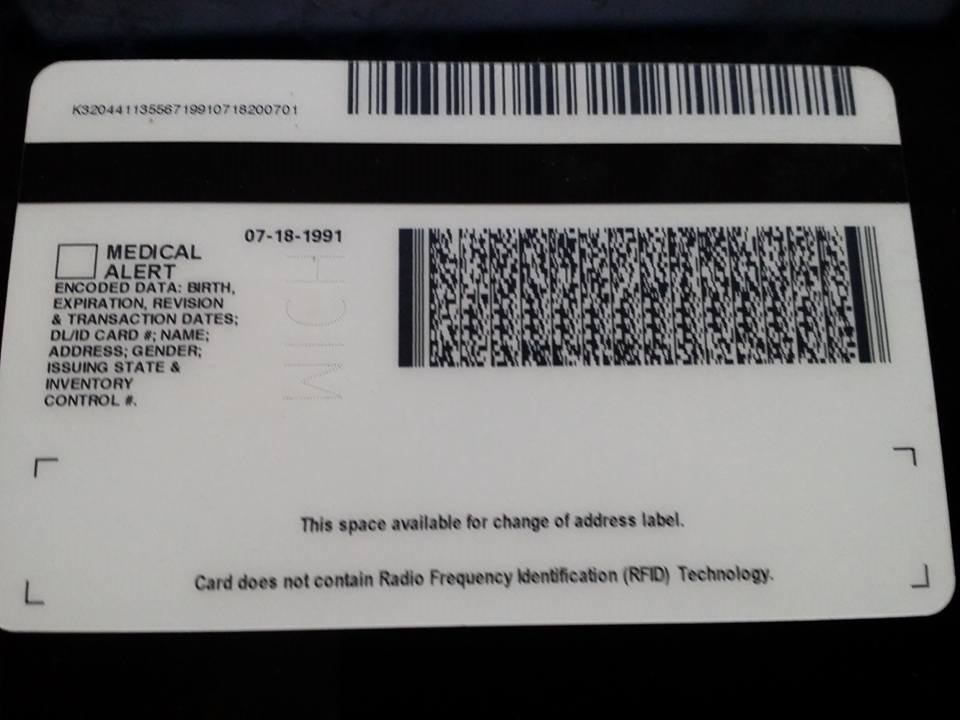 K32044113556719910718200701
07-18-1991
MEDICAL
ALERT
ENCODED DATA: BIRTH,
EXPIRATION, REVISION
& TRANSACTION DATES;
DL/ID CARD #; NAME;
ADDRESS; GENDER;
ISSUING STATE &
INVENTORY
CONTROL #.
MICH
This space available for change of address label.
Card does not contain Radio Frequency Identification (RFID) Technology.